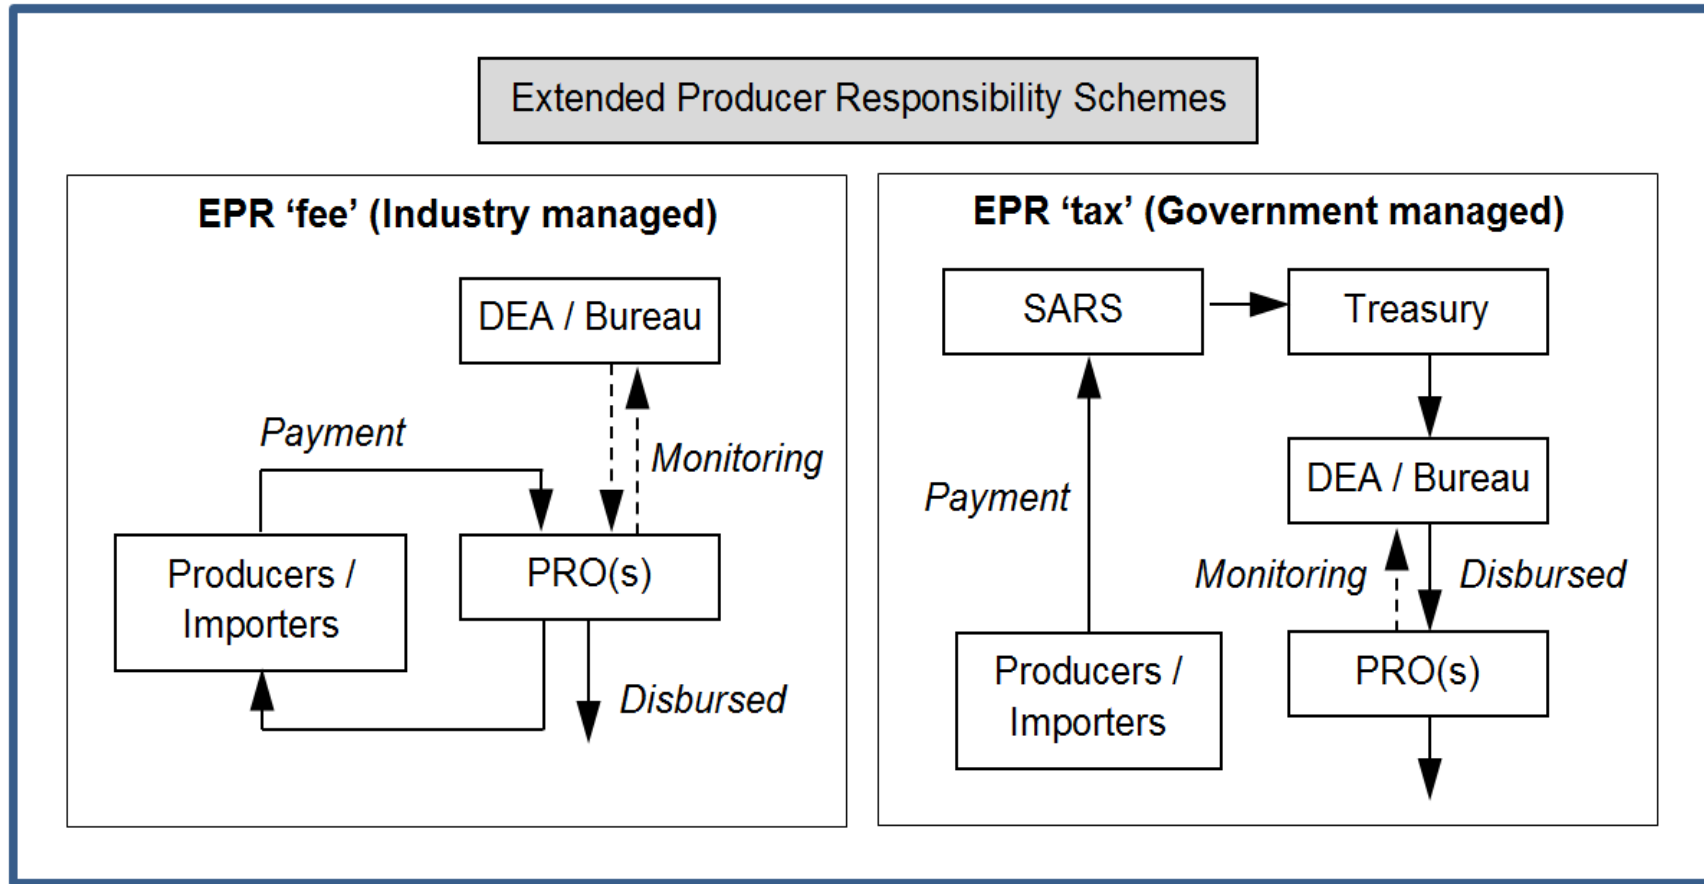 Extended Producer Responsibility Schemes
EPR ‘fee’ (Industry managed)
DEA / Bureau
Payment
Monitoring
Producers /
Importers
PRO(s)
Disbursed
EPR ‘tax’ (Government managed)
SARS
Treasury
Payment
DEA / Bureau
Monitoring
Disbursed
Producers /
Importers
PRO(s)